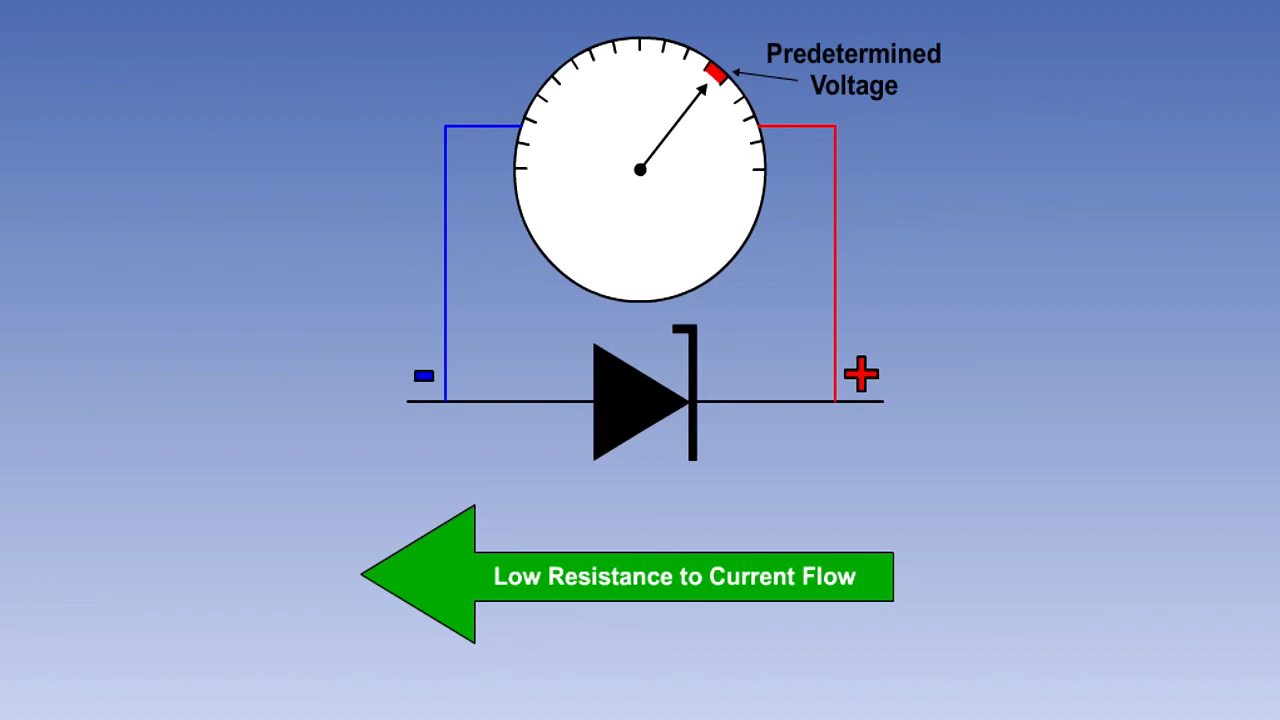 Predetermined
Voltage
-
+
Low Resistance to Current Flow